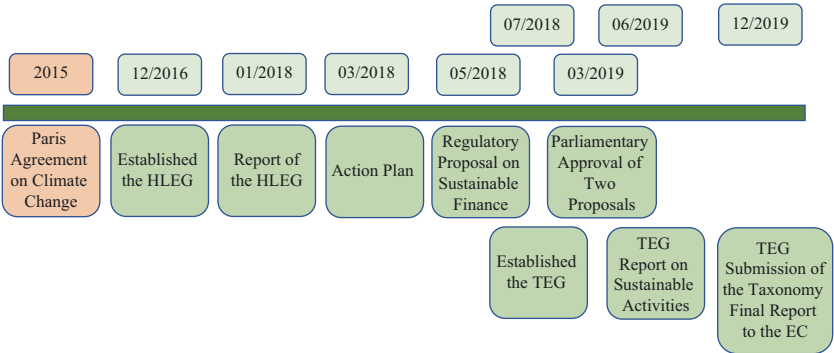 07/2018
06/2019
12/2019
2015
12/2016
01/2018
03/2018
05/2018
03/2019
Paris
Agreement
on Climate
Change
Established
the HLEG
Report of
the HLEG
Action Plan
Regulatory
Proposal on
Sustainable
Finance
Parliamentary
Approval of
Two
Proposals
Established
the TEG
TEG
Report on
Sustainable
Activities
TEG
Submission of
the Taxonomy
Final Report
to the EC